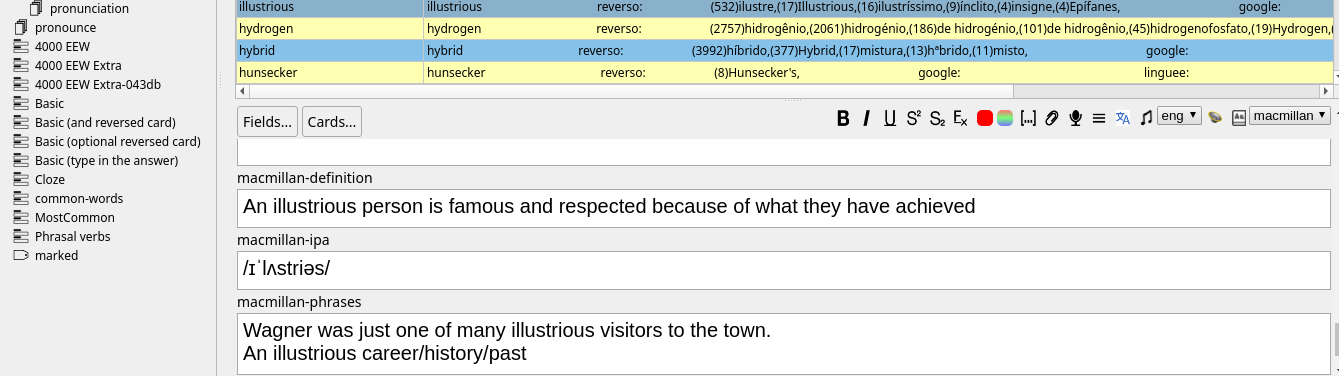 pronunciation
pronounce
4000 EEW
4000 EEW Extra
4000 EEW Extra-043db
Basic
Basic (and reversed card)
Basic (optional reversed card)
Basic (type in the answer)
Cloze
common-words
MostCommon
Phrasal verbs
marked
illustrious illustrious reverso: (532)ilustre,(17)Illustrious,(16)ilustríssimo,(9)ínclito,(4)insigne,(4)Epífanes, google:
hydrogen hydrogen reverso: (2757)hidrogênio,(2061)hidrogénio,(186)de hidrogénio,(101)de hidrogênio,(45)hidrogenofosfato,(19)Hydrogen,(
hybrid hybrid reverso: (3992)híbrido,(377)Hybrid,(17)mistura,(13)hªbrido,(11)misto, google:
hunsecker hunsecker reverso: (8)Hunsecker's, google: linguee:
Fields... Cards... B I U S² S₂ Ex [...] eng macmillan
macmillan-definition
An illustrious person is famous and respected because of what they have achieved
macmillan-ipa
/ɪˈlʌstriəs/
macmillan-phrases
Wagner was just one of many illustrious visitors to the town.
An illustrious career/history/past